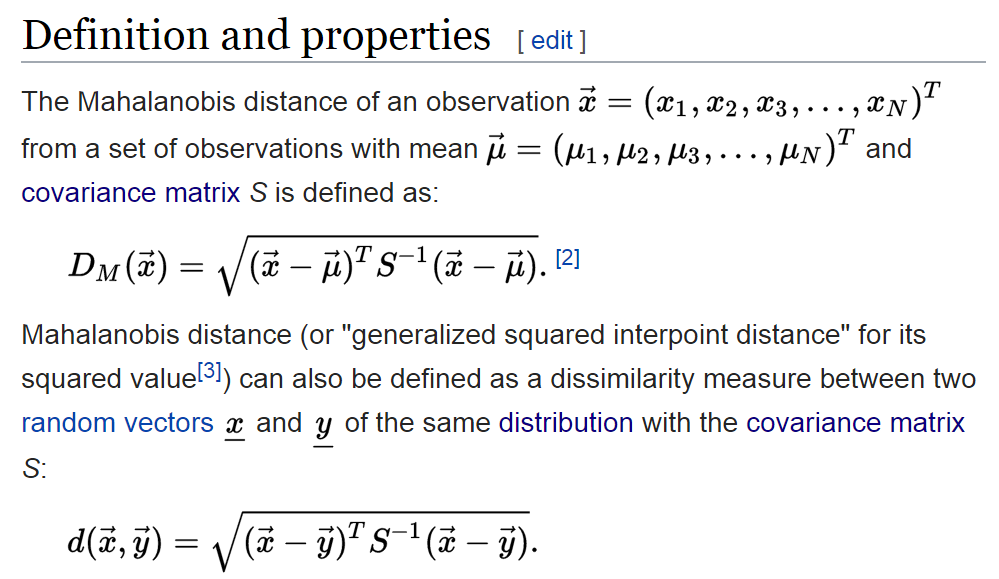 Definition and properties [ edit ]
The Mahalanobis distance of an observation $\vec{x} = (x_1, x_2, x_3, \ldots, x_N)^T$
from a set of observations with mean $\vec{\mu} = (\mu_1, \mu_2, \mu_3, \ldots, \mu_N)^T$ and
covariance matrix S is defined as:
$D_M(\vec{x}) = \sqrt{(\vec{x} - \vec{\mu})^T S^{-1} (\vec{x} - \vec{\mu})}.$ [2]
Mahalanobis distance (or "generalized squared interpoint distance" for its
squared value[3]) can also be defined as a dissimilarity measure between two
random vectors $\underline{x}$ and $\underline{y}$ of the same distribution with the covariance matrix
S:
$d(\vec{x}, \vec{y}) = \sqrt{(\vec{x} - \vec{y})^T S^{-1} (\vec{x} - \vec{y})}.$